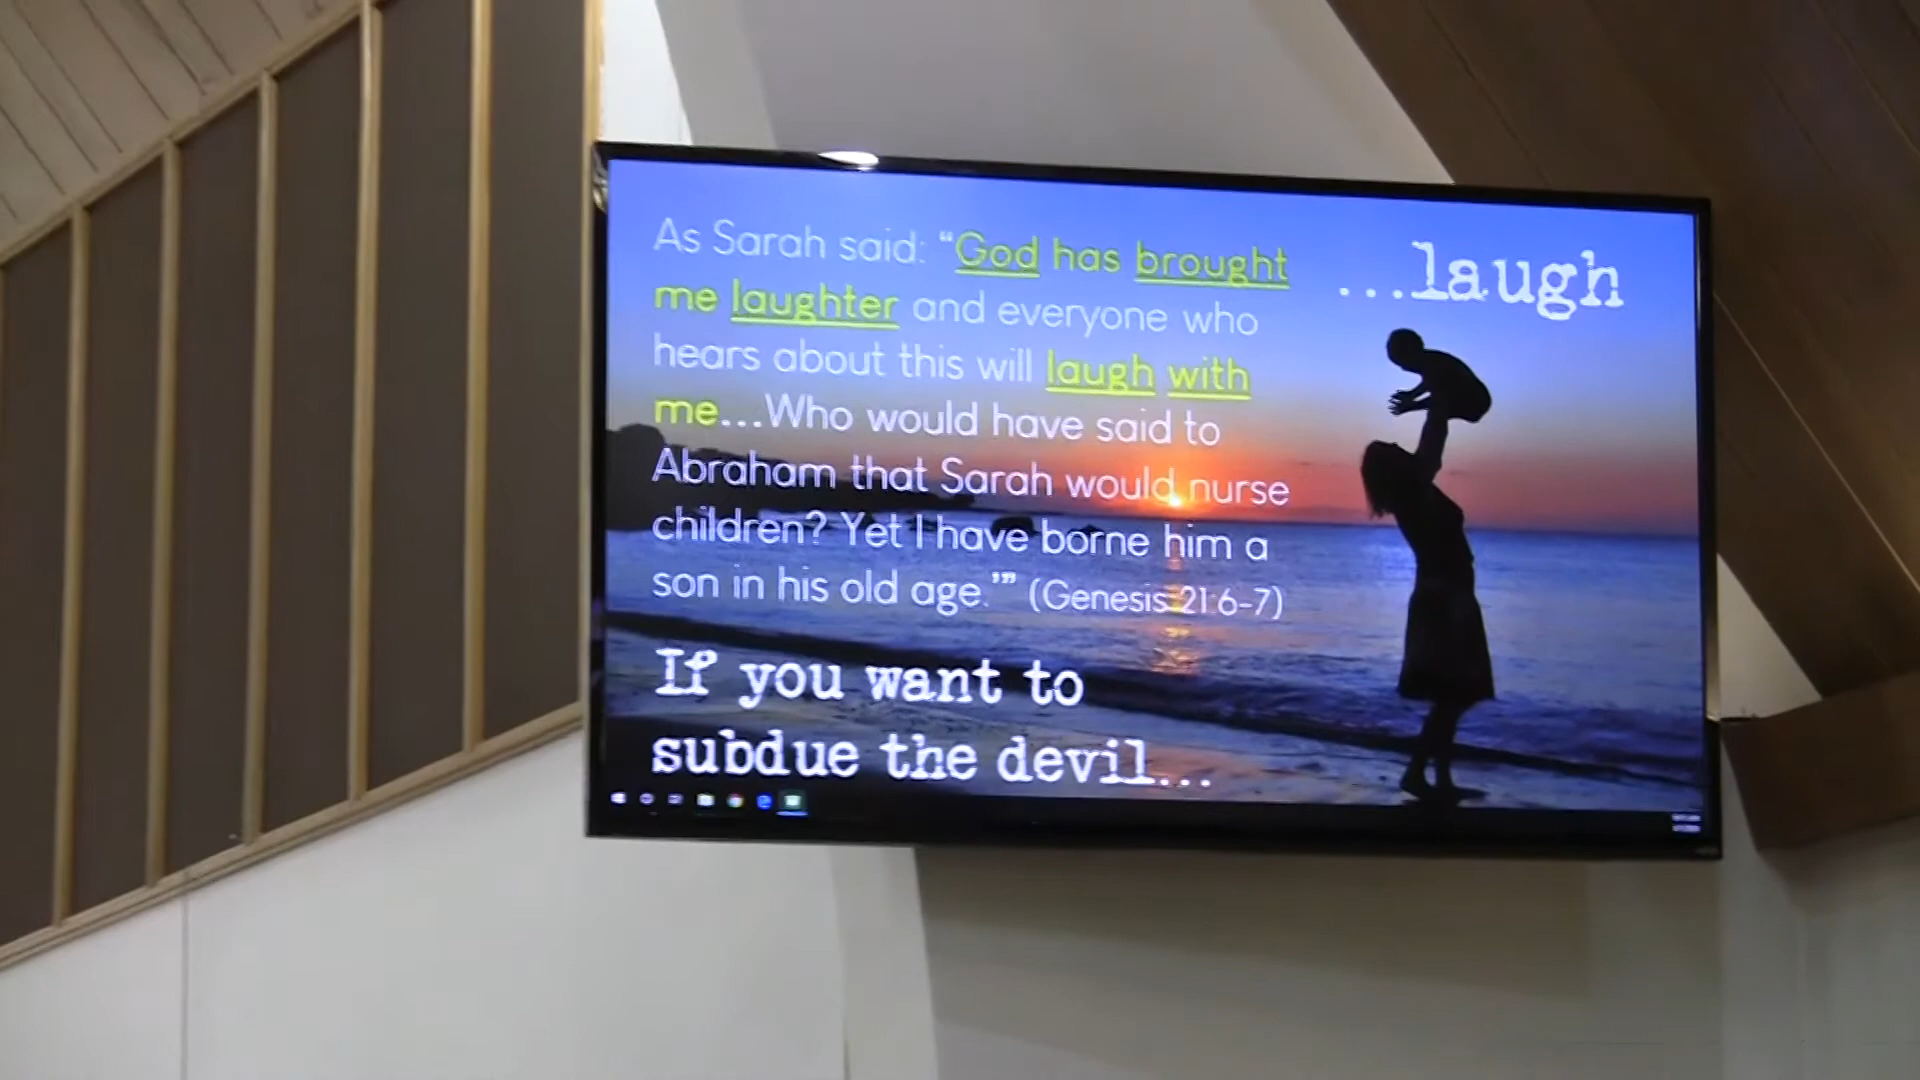 As Sarah said: “God has brought
me laughter and everyone who
hears about this will laugh with
me...Who would have said to
Abraham that Sarah would nurse
children? Yet I have borne him a
son in his old age.’” (Genesis 21:6-7)
...laugh
If you want to
subdue the devil...